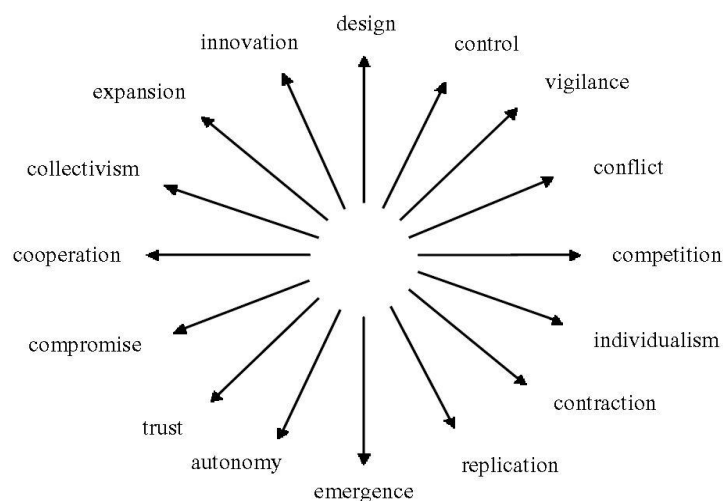 design
innovation
control
expansion
vigilance
collectivism
conflict
cooperation
competition
compromise
individualism
contraction
trust
autonomy
replication
emergence